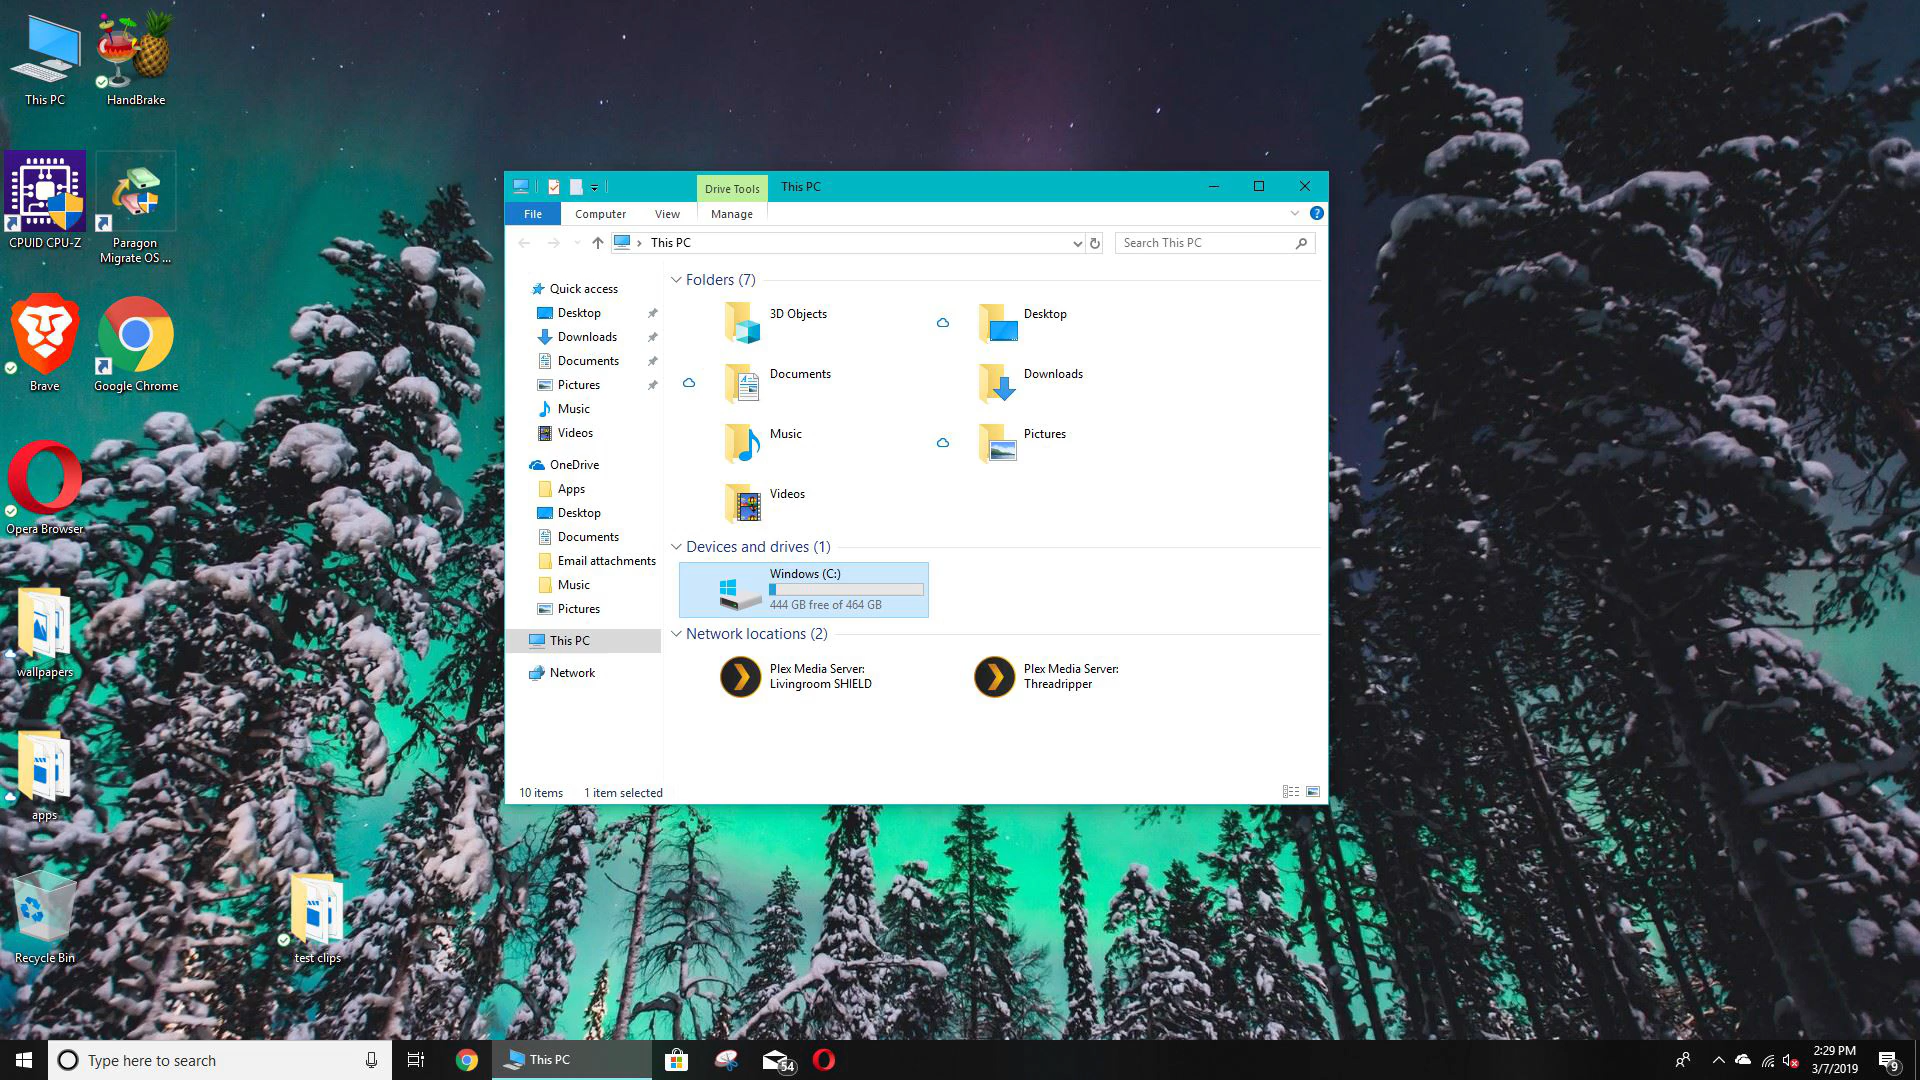 This PC
HandBrake
CPUID CPU-Z
Paragon
Migrate OS ...
Brave
Google Chrome
Opera Browser
wallpapers
apps
Recycle Bin
test clips
Drive Tools
This PC
File
Computer
View
Manage
?
This PC
Search This PC
Quick access
Desktop
Downloads
Documents
Pictures
Music
Videos
OneDrive
Apps
Desktop
Documents
Email attachments
Music
Pictures
This PC
Network
Folders (7)
3D Objects
Desktop
Documents
Downloads
Music
Pictures
Videos
Devices and drives (1)
Windows (C:)
444 GB free of 464 GB
Network locations (2)
Plex Media Server:
Livingroom SHIELD
Plex Media Server:
Threadripper
10 items
1 item selected
Type here to search
This PC
54
2:29 PM
3/7/2019
9